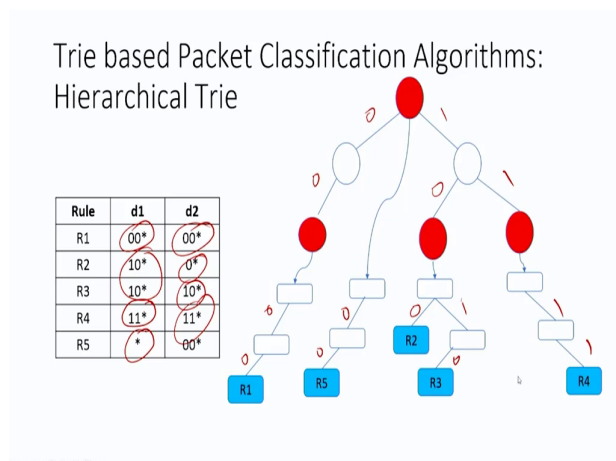 Trie based Packet Classification Algorithms:
Hierarchical Trie
0 1
0 0 1
Rule d1 d2
R1 00* 00*
R2 10* 0*
R3 10* 10*
R4 11* 11*
R5 * 00*
0 0 0 1 1
0 0 R2 0 1
R1 R5 R3 R4